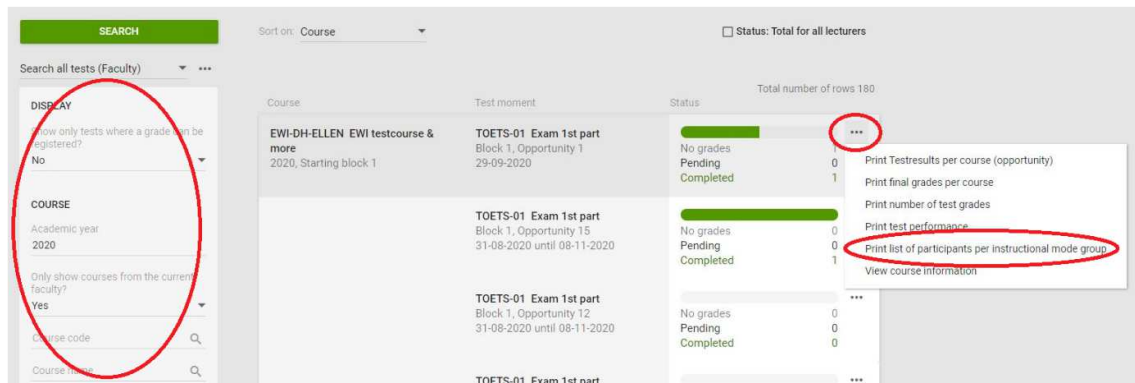 SEARCH
Sort on: Course
Status: Total for all lecturers
Search all tests (Faculty)
Total number of rows 180
DISPLAY
Show only tests where a grade can be
registered?
No
COURSE
Academic year
2020
Only show courses from the current
faculty?
Yes
Course code
Course name
Course
Test moment
Status
EWI-DH-ELLEN EWI testcourse &
more
2020, Starting block 1
TOETS-01 Exam 1st part
Block 1, Opportunity 1
29-09-2020
No grades 1
Pending 0
Completed 1
Print Testresults per course (opportunity)
Print final grades per course
Print number of test grades
Print test performance
Print list of participants per instructional mode group
View course information
TOETS-01 Exam 1st part
Block 1, Opportunity 15
31-08-2020 until 08-11-2020
No grades 0
Pending 0
Completed 1
TOETS-01 Exam 1st part
Block 1, Opportunity 12
31-08-2020 until 08-11-2020
No grades 0
Pending 0
Completed 0
TOETS-01 Exam 1st part